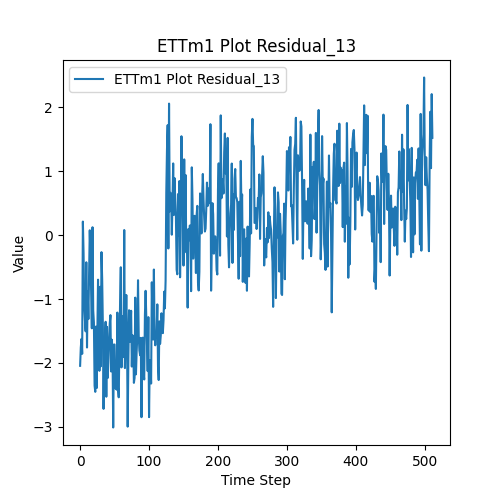 ETTm1 Plot Residual_13
ETTm1 Plot Residual_13
2
1
0
−1
−2
−3
Value
0 100 200 300 400 500
Time Step